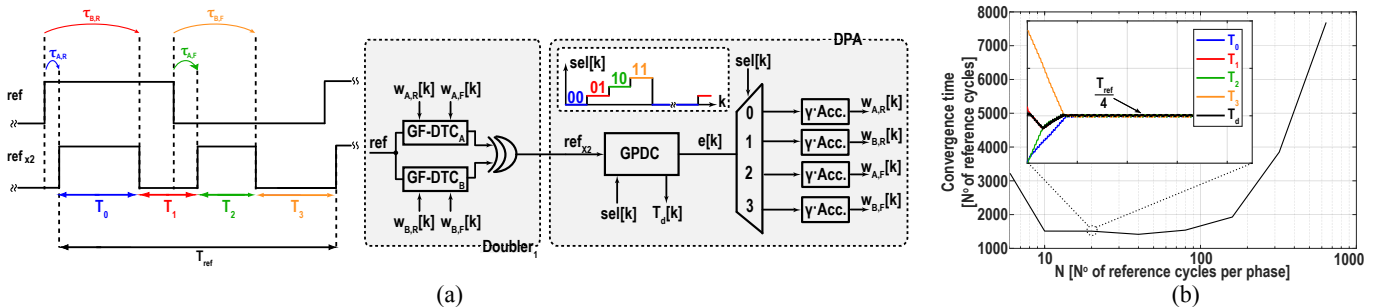 τB,R
τB,F
τA,R
τA,F
ref
refx2
T0
T1
T2
T3
Tref
wA,R[k] wA,F[k]
ref
GF-DTCA
GF-DTCB
wB,R[k] wB,F[k]
Doubler1
refx2
DPA
sel[k]
00 01 10 11
k
GPDC
sel[k]
Td[k]
e[k]
sel[k]
0
1
2
3
γ·Acc.
wA,R[k]
γ·Acc.
wB,R[k]
γ·Acc.
wA,F[k]
γ·Acc.
wB,F[k]
(a)
Convergence time
[Nº of reference cycles]
8000
7000
6000
5000
4000
3000
2000
1000
Tref
4
T0
T1
T2
T3
Td
10
100
1000
N [Nº of reference cycles per phase]
(b)